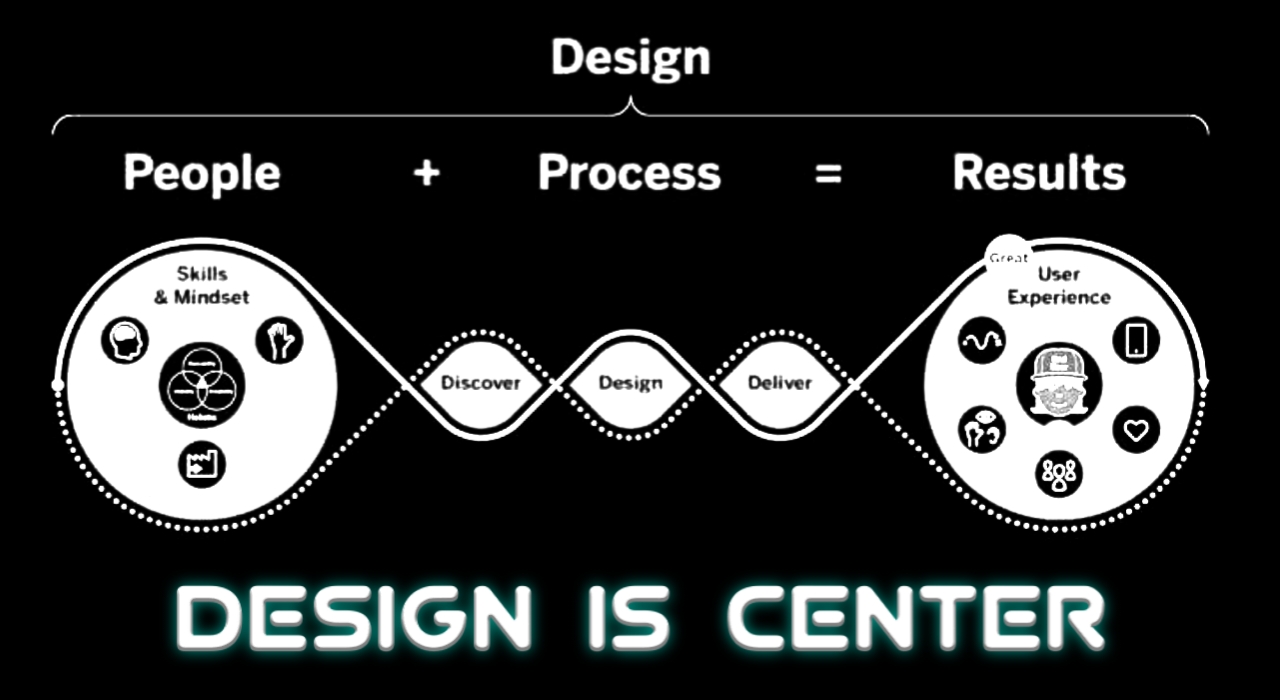 Design
People + Process = Results
Skills
& Mindset
Discover
Design
Deliver
Great
User
Experience
DESIGN IS CENTER